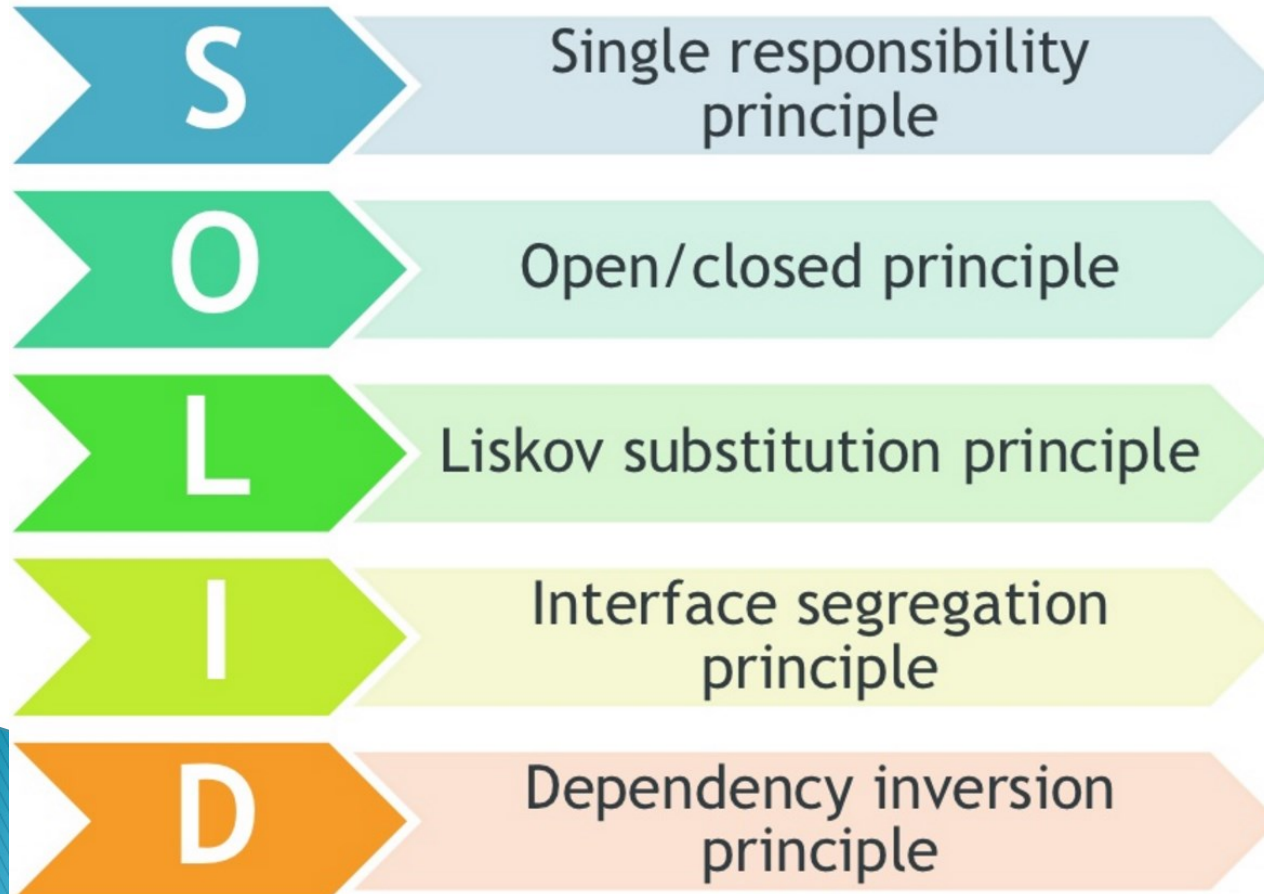 S
Single responsibility
principle
O
Open/closed principle
L
Liskov substitution principle
I
Interface segregation
principle
D
Dependency inversion
principle